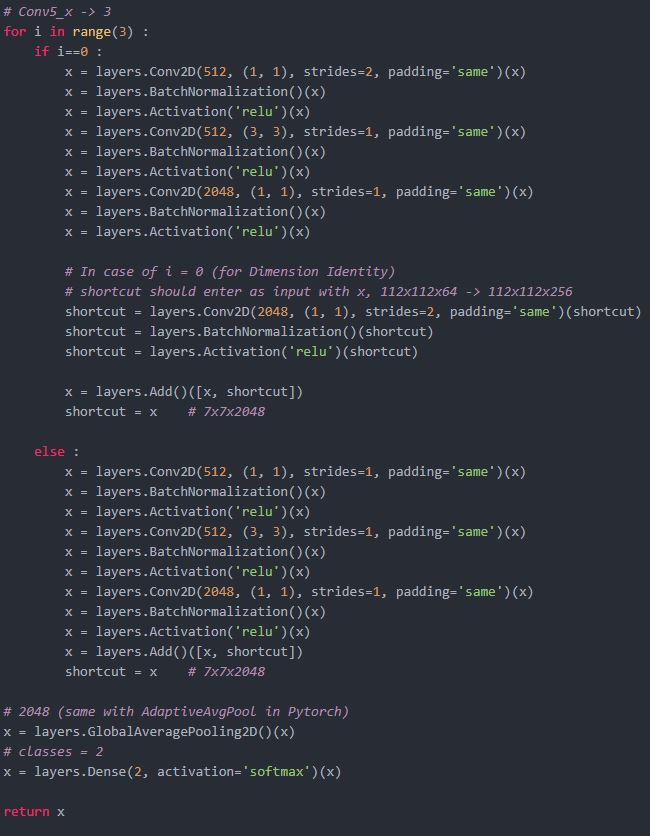 # Conv5_x -> 3
for i in range(3) :
    if i==0 :
        x = layers.Conv2D(512, (1, 1), strides=2, padding='same')(x)
        x = layers.BatchNormalization()(x)
        x = layers.Activation('relu')(x)
        x = layers.Conv2D(512, (3, 3), strides=1, padding='same')(x)
        x = layers.BatchNormalization()(x)
        x = layers.Activation('relu')(x)
        x = layers.Conv2D(2048, (1, 1), strides=1, padding='same')(x)
        x = layers.BatchNormalization()(x)
        x = layers.Activation('relu')(x)

        # In case of i = 0 (for Dimension Identity)
        # shortcut should enter as input with x, 112x112x64 -> 112x112x256
        shortcut = layers.Conv2D(2048, (1, 1), strides=2, padding='same')(shortcut)
        shortcut = layers.BatchNormalization()(shortcut)
        shortcut = layers.Activation('relu')(shortcut)

        x = layers.Add()([x, shortcut])
        shortcut = x    # 7x7x2048

    else :
        x = layers.Conv2D(512, (1, 1), strides=1, padding='same')(x)
        x = layers.BatchNormalization()(x)
        x = layers.Activation('relu')(x)
        x = layers.Conv2D(512, (3, 3), strides=1, padding='same')(x)
        x = layers.BatchNormalization()(x)
        x = layers.Activation('relu')(x)
        x = layers.Conv2D(2048, (1, 1), strides=1, padding='same')(x)
        x = layers.BatchNormalization()(x)
        x = layers.Activation('relu')(x)
        x = layers.Add()([x, shortcut])
        shortcut = x    # 7x7x2048

# 2048 (same with AdaptiveAvgPool in Pytorch)
x = layers.GlobalAveragePooling2D()(x)
# classes = 2
x = layers.Dense(2, activation='softmax')(x)

return x